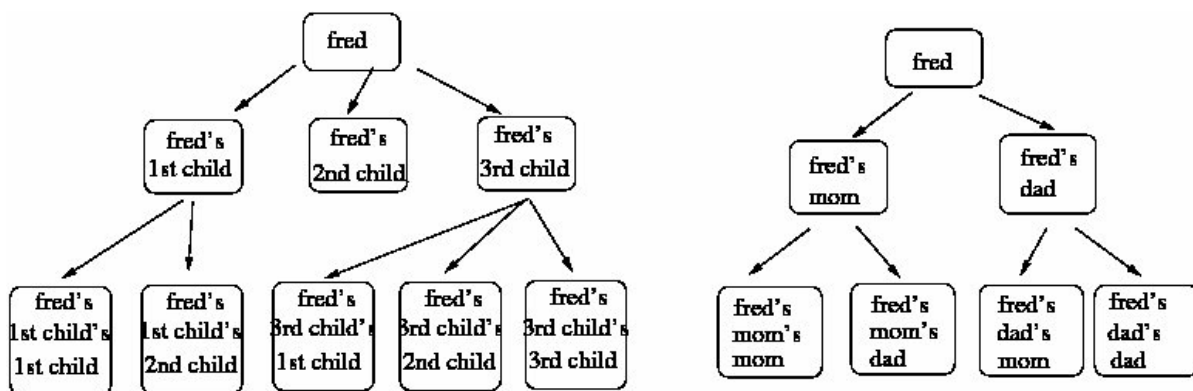 fred
fred's
1st child
fred's
2nd child
fred's
3rd child
fred's
1st child's
1st child
fred's
1st child's
2nd child
fred's
3rd child's
1st child
fred's
3rd child's
2nd child
fred's
3rd child's
3rd child
fred
fred's
mom
fred's
dad
fred's
mom's
mom
fred's
mom's
dad
fred's
dad's
mom
fred's
dad's
dad